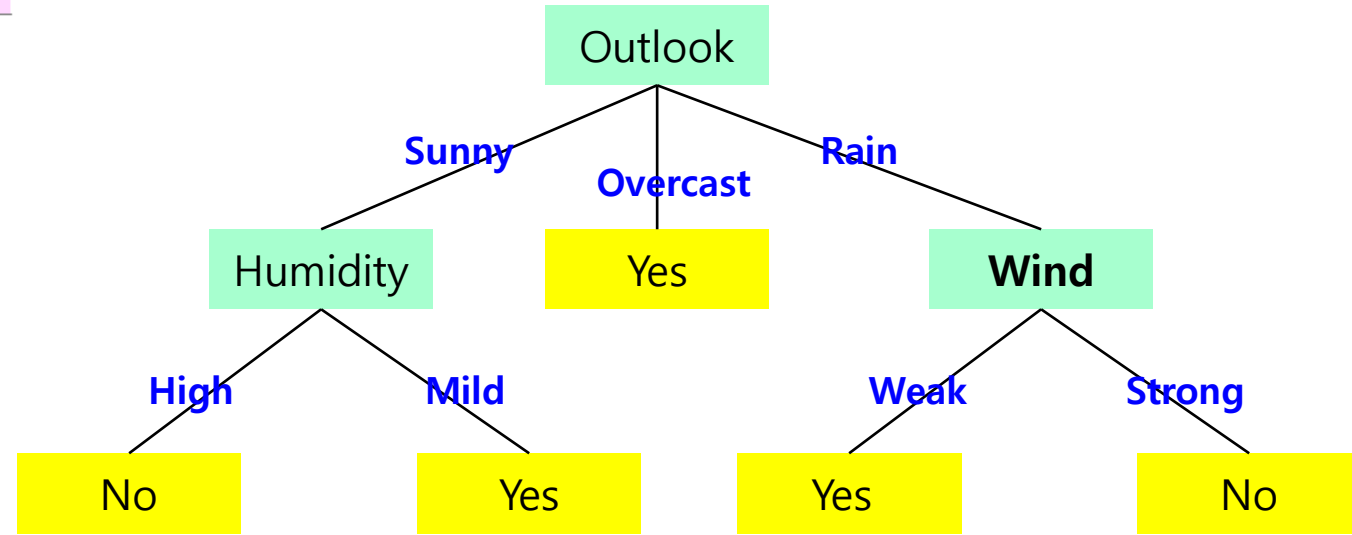 Outlook
Sunny
Overcast
Rain
Humidity
Yes
Wind
High
Mild
Weak
Strong
No
Yes
Yes
No